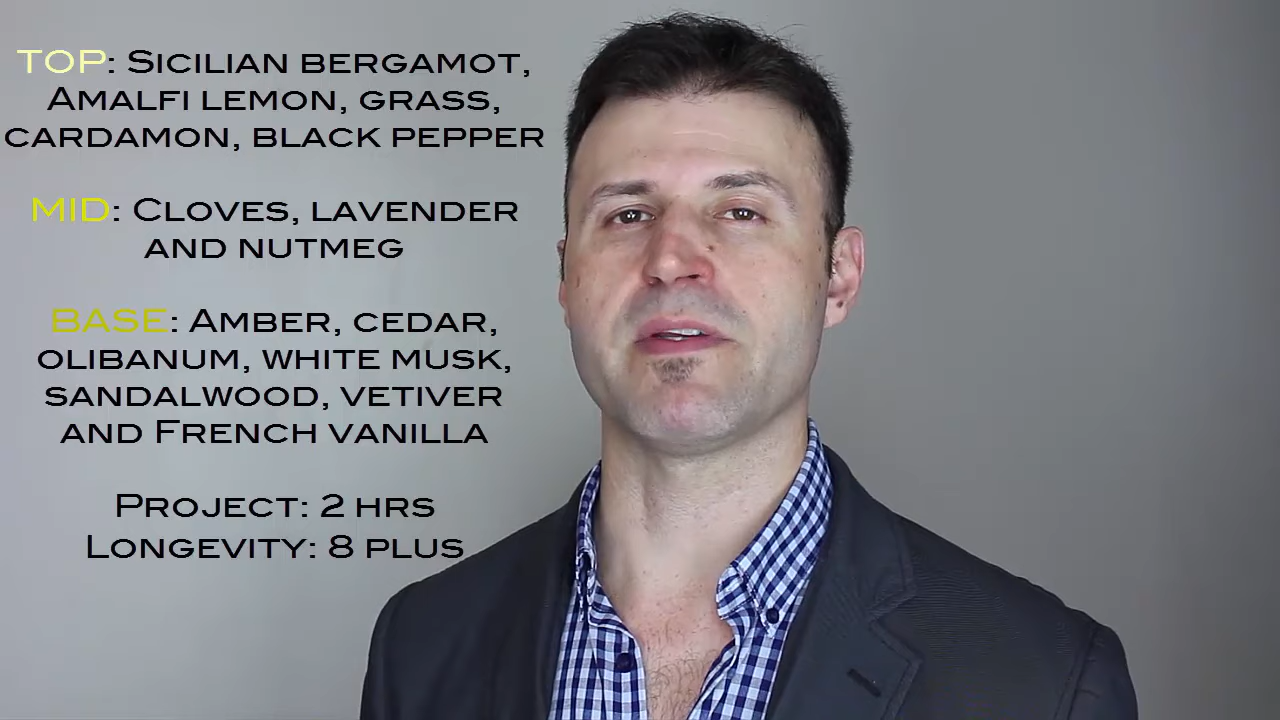 TOP: SICILIAN BERGAMOT,
AMALFI LEMON, GRASS,
CARDAMON, BLACK PEPPER
MID: CLOVES, LAVENDER
AND NUTMEG
BASE: AMBER, CEDAR,
OLIBANUM, WHITE MUSK,
SANDALWOOD, VETIVER
AND FRENCH VANILLA
PROJECT: 2 HRS
LONGEVITY: 8 PLUS